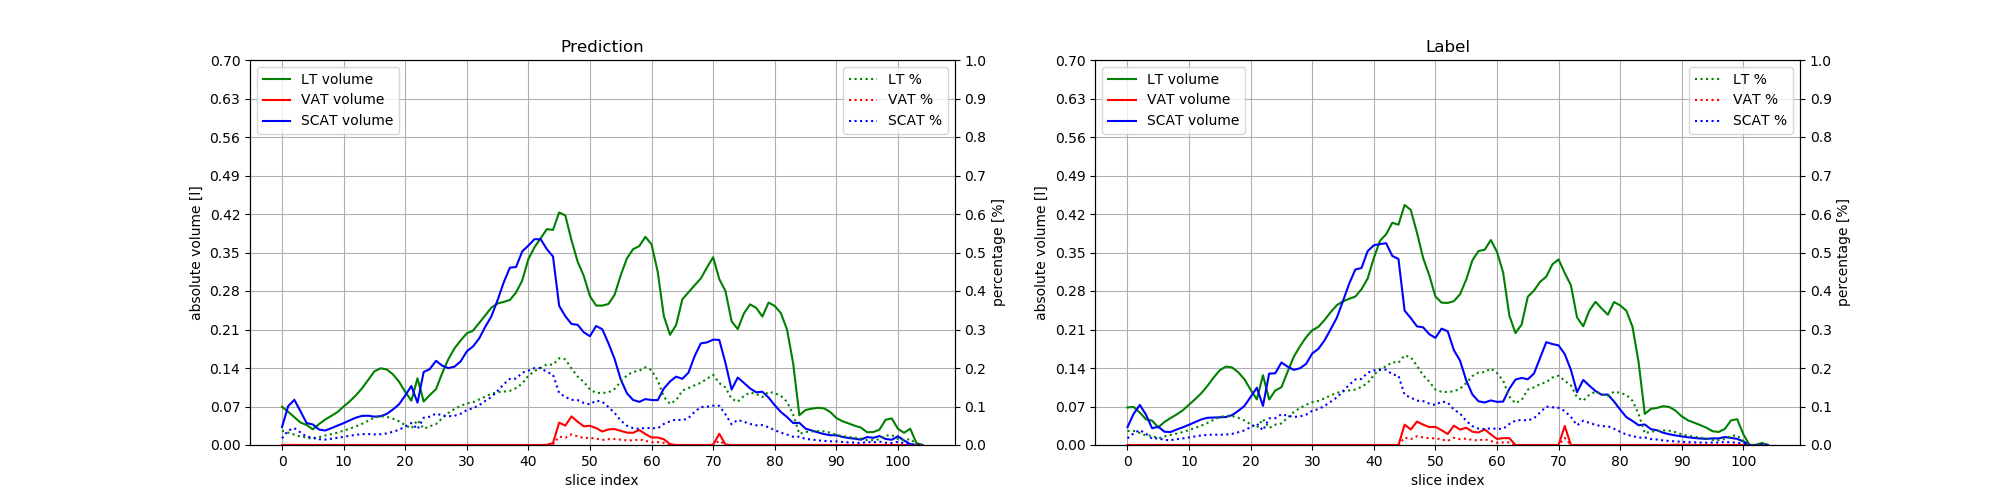 Prediction
LT volume
VAT volume
SCAT volume
LT %
VAT %
SCAT %
absolute volume [l]
0.70
0.63
0.56
0.49
0.42
0.35
0.28
0.21
0.14
0.07
0.00
1.0
0.9
0.8
0.7
0.6
0.5
0.4
0.3
0.2
0.1
0.0
percentage [%]
0 10 20 30 40 50 60 70 80 90 100
slice index
Label
LT volume
VAT volume
SCAT volume
LT %
VAT %
SCAT %
absolute volume [l]
0.70
0.63
0.56
0.49
0.42
0.35
0.28
0.21
0.14
0.07
0.00
1.0
0.9
0.8
0.7
0.6
0.5
0.4
0.3
0.2
0.1
0.0
percentage [%]
0 10 20 30 40 50 60 70 80 90 100
slice index